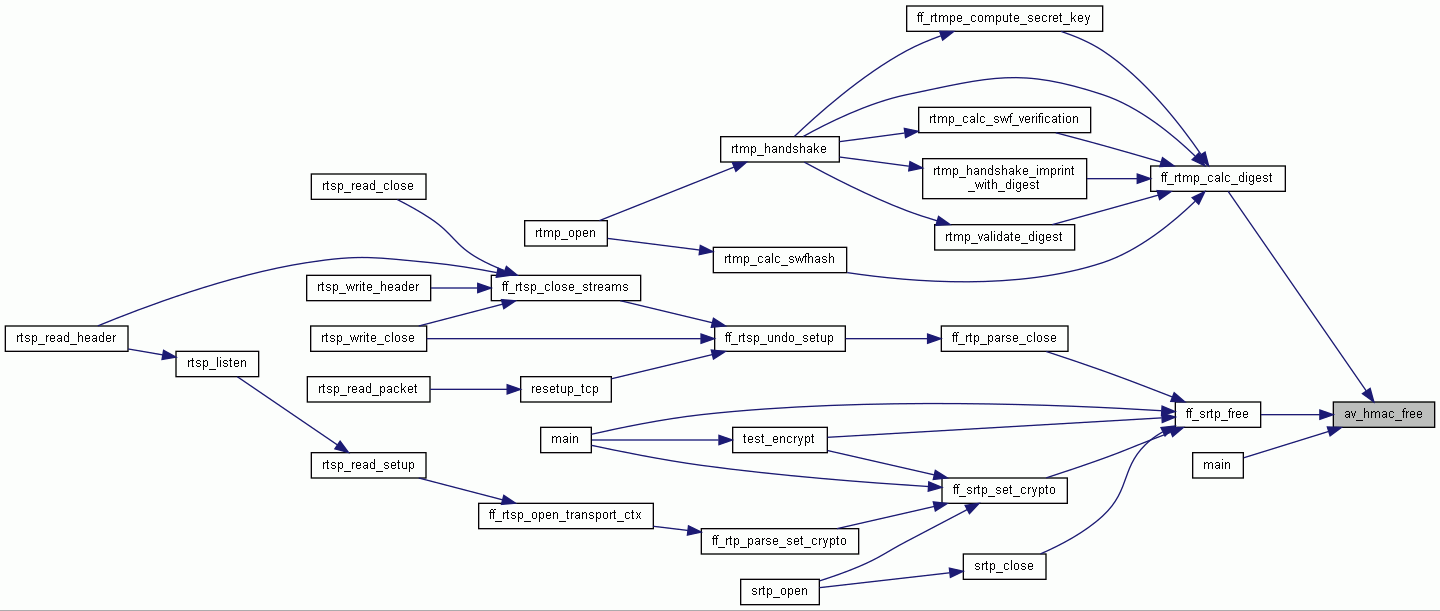 ff_rtmpe_compute_secret_key
rtmp_calc_swf_verification
rtmp_handshake
rtmp_handshake_imprint
_with_digest
ff_rtmp_calc_digest
rtsp_read_close
rtmp_open
rtmp_validate_digest
rtmp_calc_swfhash
rtsp_write_header
ff_rtsp_close_streams
rtsp_read_header
rtsp_write_close
ff_rtsp_undo_setup
ff_rtp_parse_close
rtsp_listen
rtsp_read_packet
resetup_tcp
ff_srtp_free
av_hmac_free
main
test_encrypt
main
rtsp_read_setup
ff_srtp_set_crypto
ff_rtsp_open_transport_ctx
ff_rtp_parse_set_crypto
srtp_close
srtp_open